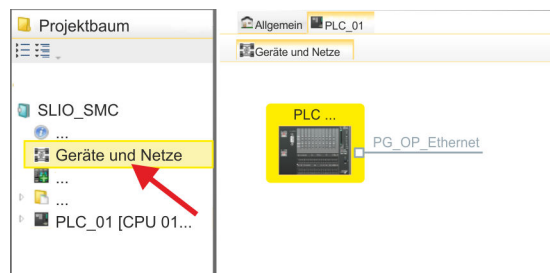 Projektbaum
SLIO_SMC
...
Geräte und Netze
...
...
PLC_01 [CPU 01...
Allgemein PLC_01
Geräte und Netze
PLC ...
PG_OP_Ethernet